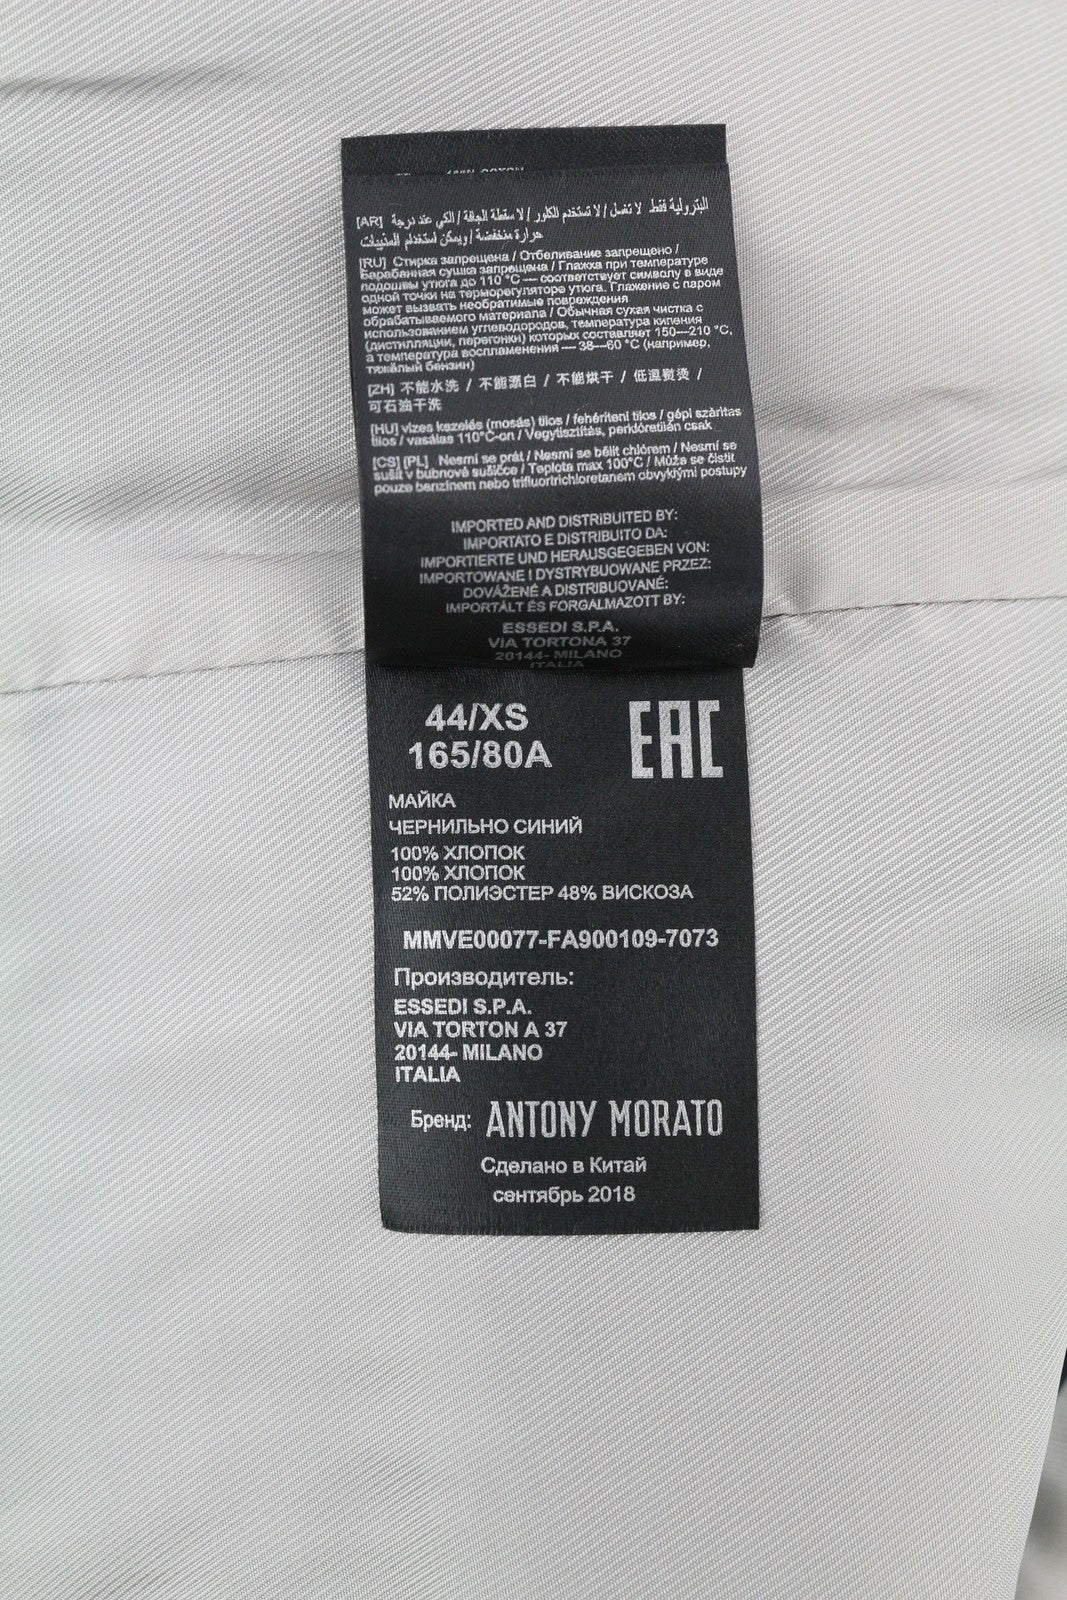 [AR] البترولية فقط لا تغسل / لا تستخدم للكلور / لا سقطة الجافة / الكي عند درجة
حرارة منخفضة / ويمكن استخدام المذيبات
[RU] Стирка запрещена / Отбеливание запрещено /
Барабанная сушка запрещена / Глажка при температуре
подошвы утюга до 110 °C — соответствует символу в виде
одной точки на терморегуляторе утюга. Глажение с паром
может вызвать необратимые повреждения
обрабатываемого материала / Обычная сухая чистка с
использованием углеводородов, температура кипения
(дистилляции, перегонки) которых составляет 150—210 °C,
а температура воспламенения — 38—60 °C (например,
тяжёлый бензин)
[ZH] 不能水洗 / 不能漂白 / 不能烘干 / 低温熨烫 /
可石油干洗
[HU] vizes kezelés (mosás) tilos / fehéríteni tilos / gépi szárítás
tilos / vasalás 110°C-on / Vegytisztítás, perklóretilén csak
[CS] [PL] Nesmí se prát / Nesmí se bělit chlórem / Nesmí se
sušit v bubnové sušičce / Teplota max 100°C / Může se čistit
pouze benzínem nebo trifluortrichloretanem obvyklými postupy
IMPORTED AND DISTRIBUITED BY:
IMPORTATO E DISTRIBUITO DA:
IMPORTIERTE UND HERAUSGEGEBEN VON:
IMPORTOWANE I DYSTRYBUOWANE PRZEZ:
DOVÁŽENÉ A DISTRIBUOVANÉ:
IMPORTÁLT ÉS FORGALMAZOTT BY:
ESSEDI S.P.A.
VIA TORTONA 37
20144- MILANO
ITALIA
44/XS
165/80A
EAC
МАЙКА
ЧЕРНИЛЬНО СИНИЙ
100% ХЛОПОК
100% ХЛОПОК
52% ПОЛИЭСТЕР 48% ВИСКОЗА
MMVE00077-FA900109-7073
Производитель:
ESSEDI S.P.A.
VIA TORTON A 37
20144- MILANO
ITALIA
Бренд: ANTONY MORATO
Сделано в Китай
сентябрь 2018